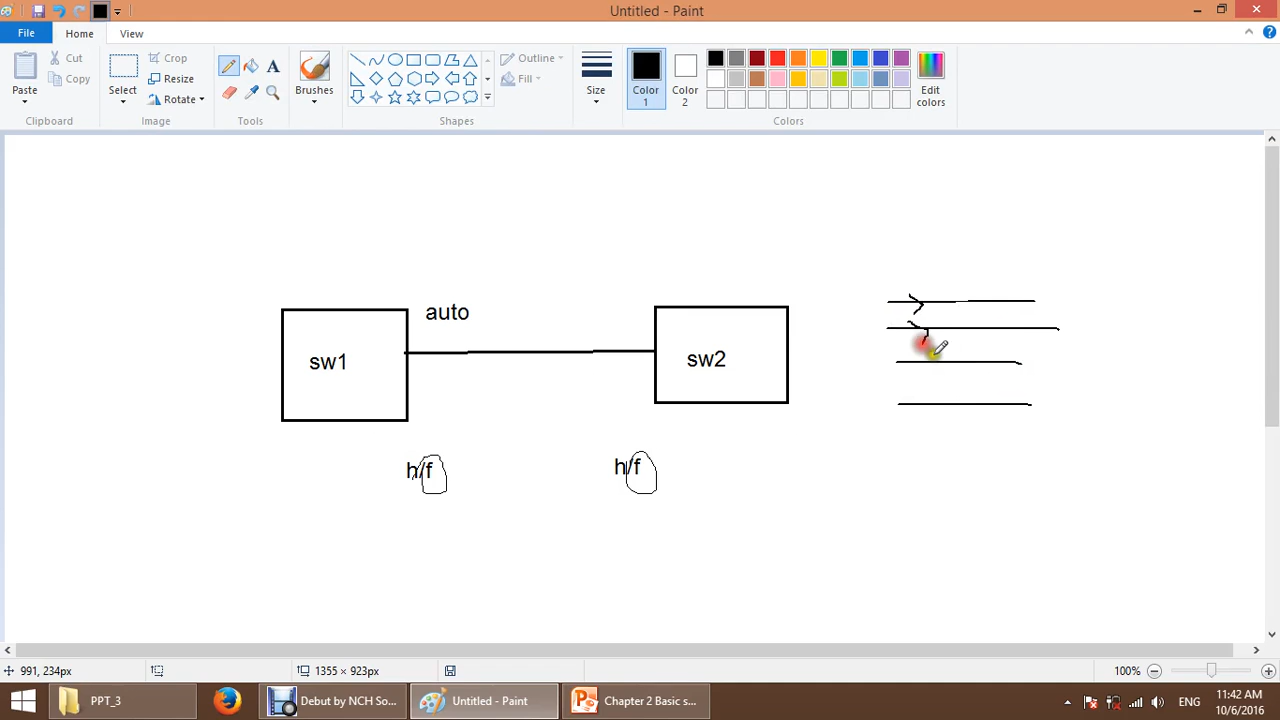 Untitled - Paint
File
Home
View
Paste
Cut
Copy
Clipboard
Select
Crop
Resize
Rotate
Image
A
Tools
Brushes
Outline
Fill
Shapes
Size
Color 1
Color 2
Edit colors
Colors
auto
sw1
sw2
h/f
h/f
991, 234px
1355 × 923px
100%
PPT_3
Debut by NCH So...
Untitled - Paint
Chapter 2 Basic s...
ENG
11:42 AM
10/6/2016